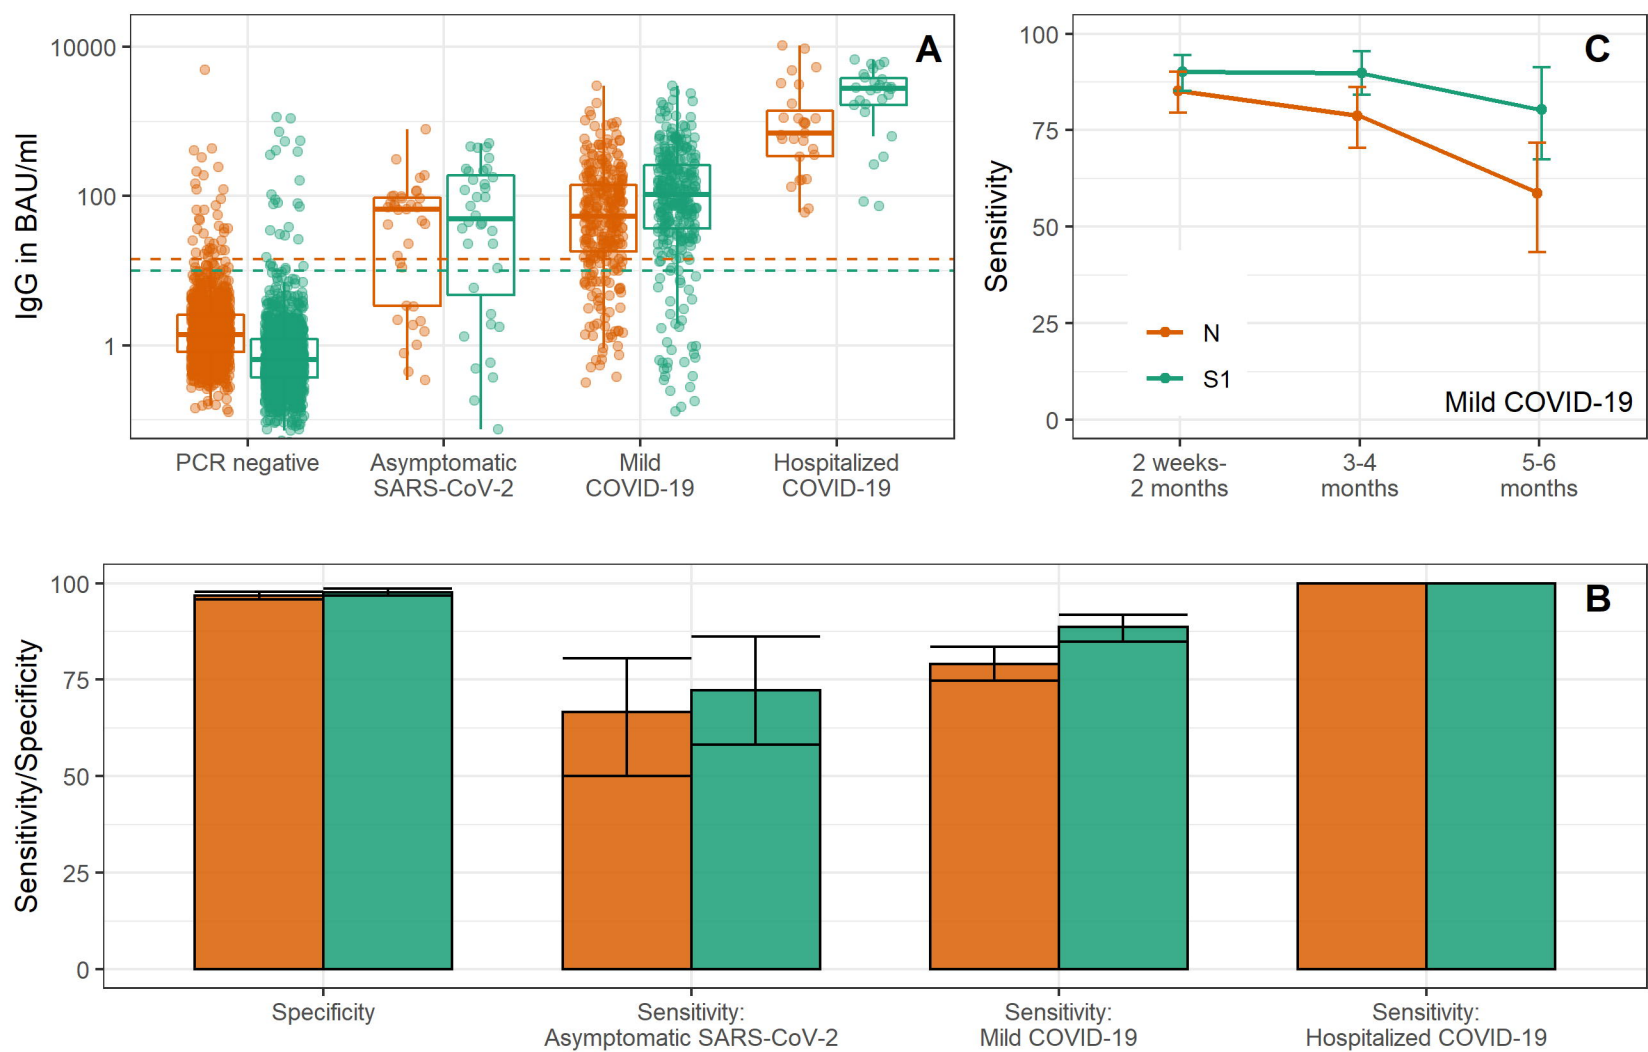 A
IgG in BAU/ml
10000
100
1
PCR negative
Asymptomatic
SARS-CoV-2
Mild
COVID-19
Hospitalized
COVID-19
C
Sensitivity
100
75
50
25
0
N
S1
Mild COVID-19
2 weeks-
2 months
3-4
months
5-6
months
B
Sensitivity/Specificity
100
75
50
25
0
Specificity
Sensitivity:
Asymptomatic SARS-CoV-2
Sensitivity:
Mild COVID-19
Sensitivity:
Hospitalized COVID-19